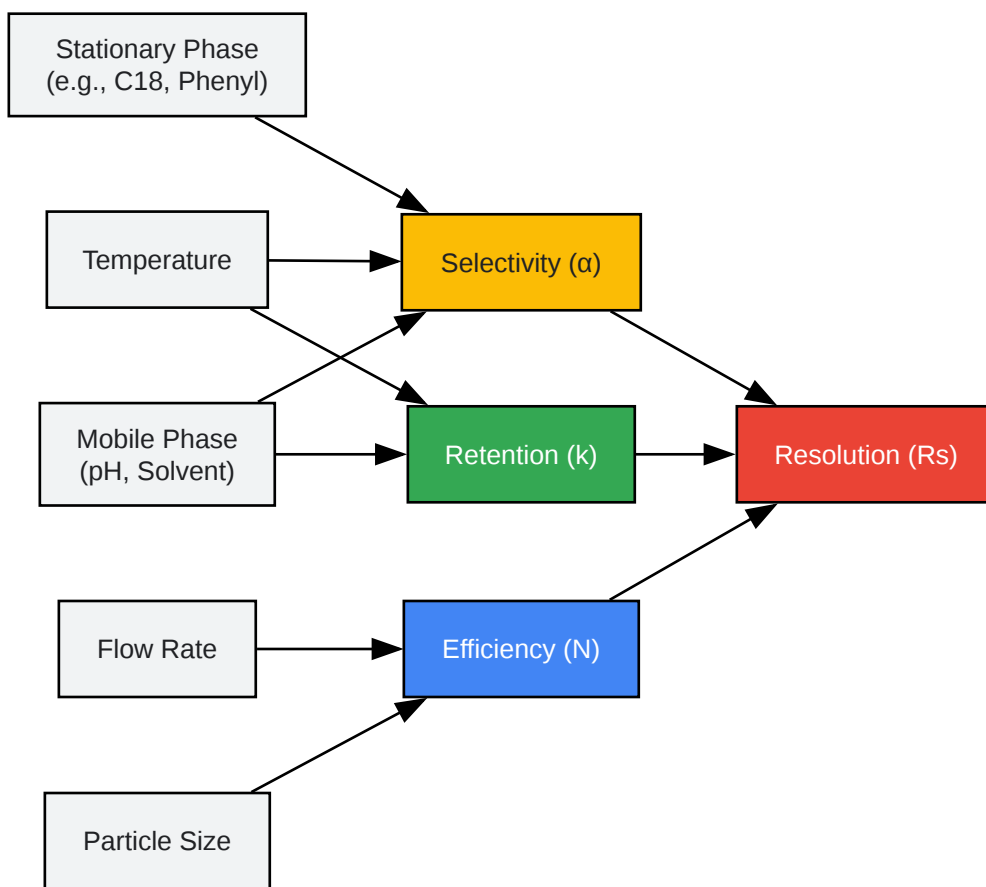 Stationary Phase
(e.g., C18, Phenyl)
Temperature
Selectivity (α)
Mobile Phase
(pH, Solvent)
Retention (k)
Resolution (Rs)
Flow Rate
Efficiency (N)
Particle Size